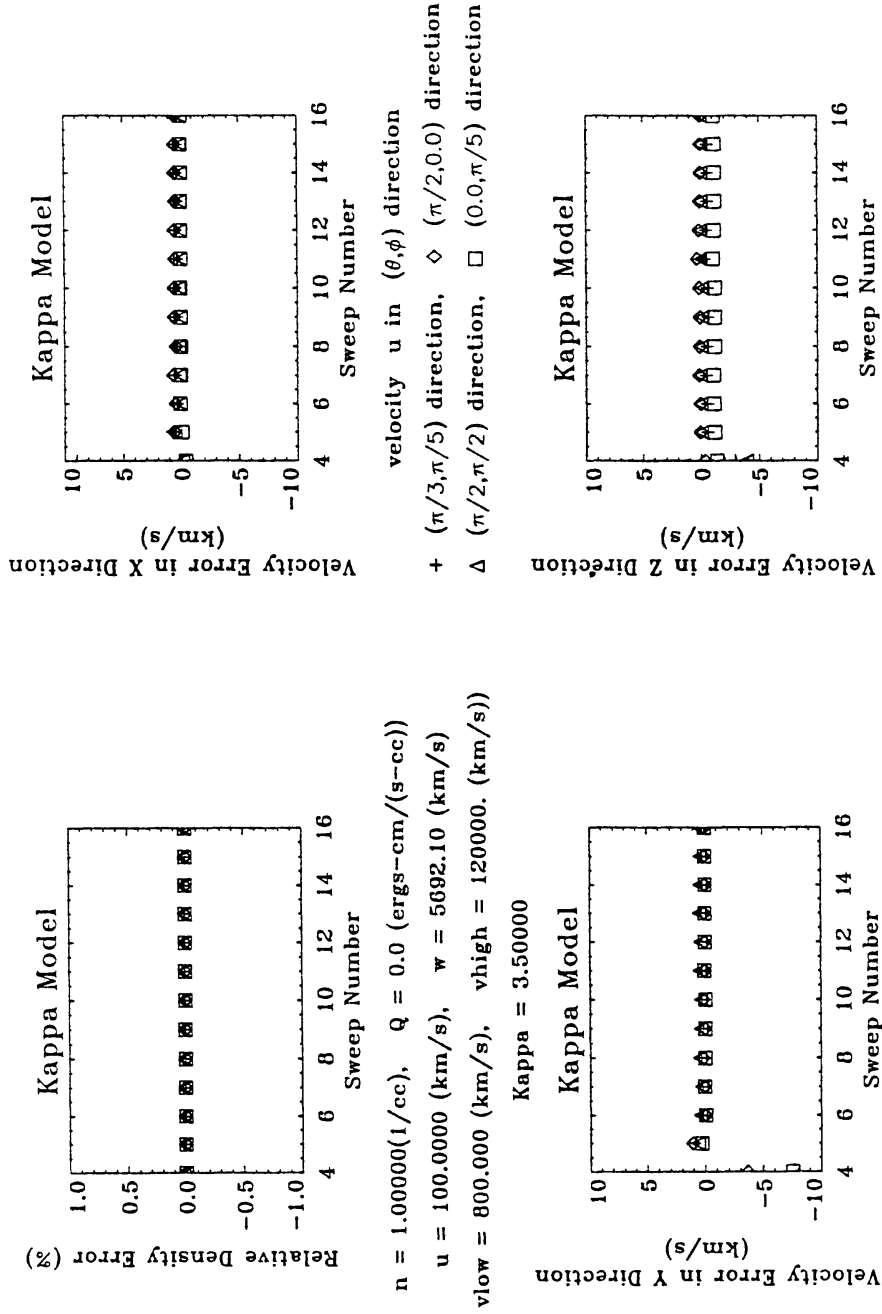 Kappa Model
1.0
0.5
0.0
-0.5
-1.0
Relative Density Error (%)
4 6 8 10 12 14 16
Sweep Number
Kappa Model
10
5
0
-5
-10
Velocity Error in X Direction
(km/s)
4 6 8 10 12 14 16
Sweep Number
n = 1.00000(1/cc), Q = 0.0 (ergs-cm/(s-cc))
u = 100.0000 (km/s), w = 5692.10 (km/s)
vlow = 800.000 (km/s), vhigh = 120000. (km/s))
Kappa = 3.50000
velocity u in (θ,ϕ) direction
+ (π/3,π/5) direction, ◇ (π/2,0.0) direction
Δ (π/2,π/2) direction, □ (0.0,π/5) direction
Kappa Model
10
5
0
-5
-10
Velocity Error in Y Direction
(km/s)
4 6 8 10 12 14 16
Sweep Number
Kappa Model
10
5
0
-5
-10
Velocity Error in Z Direction
(km/s)
4 6 8 10 12 14 16
Sweep Number